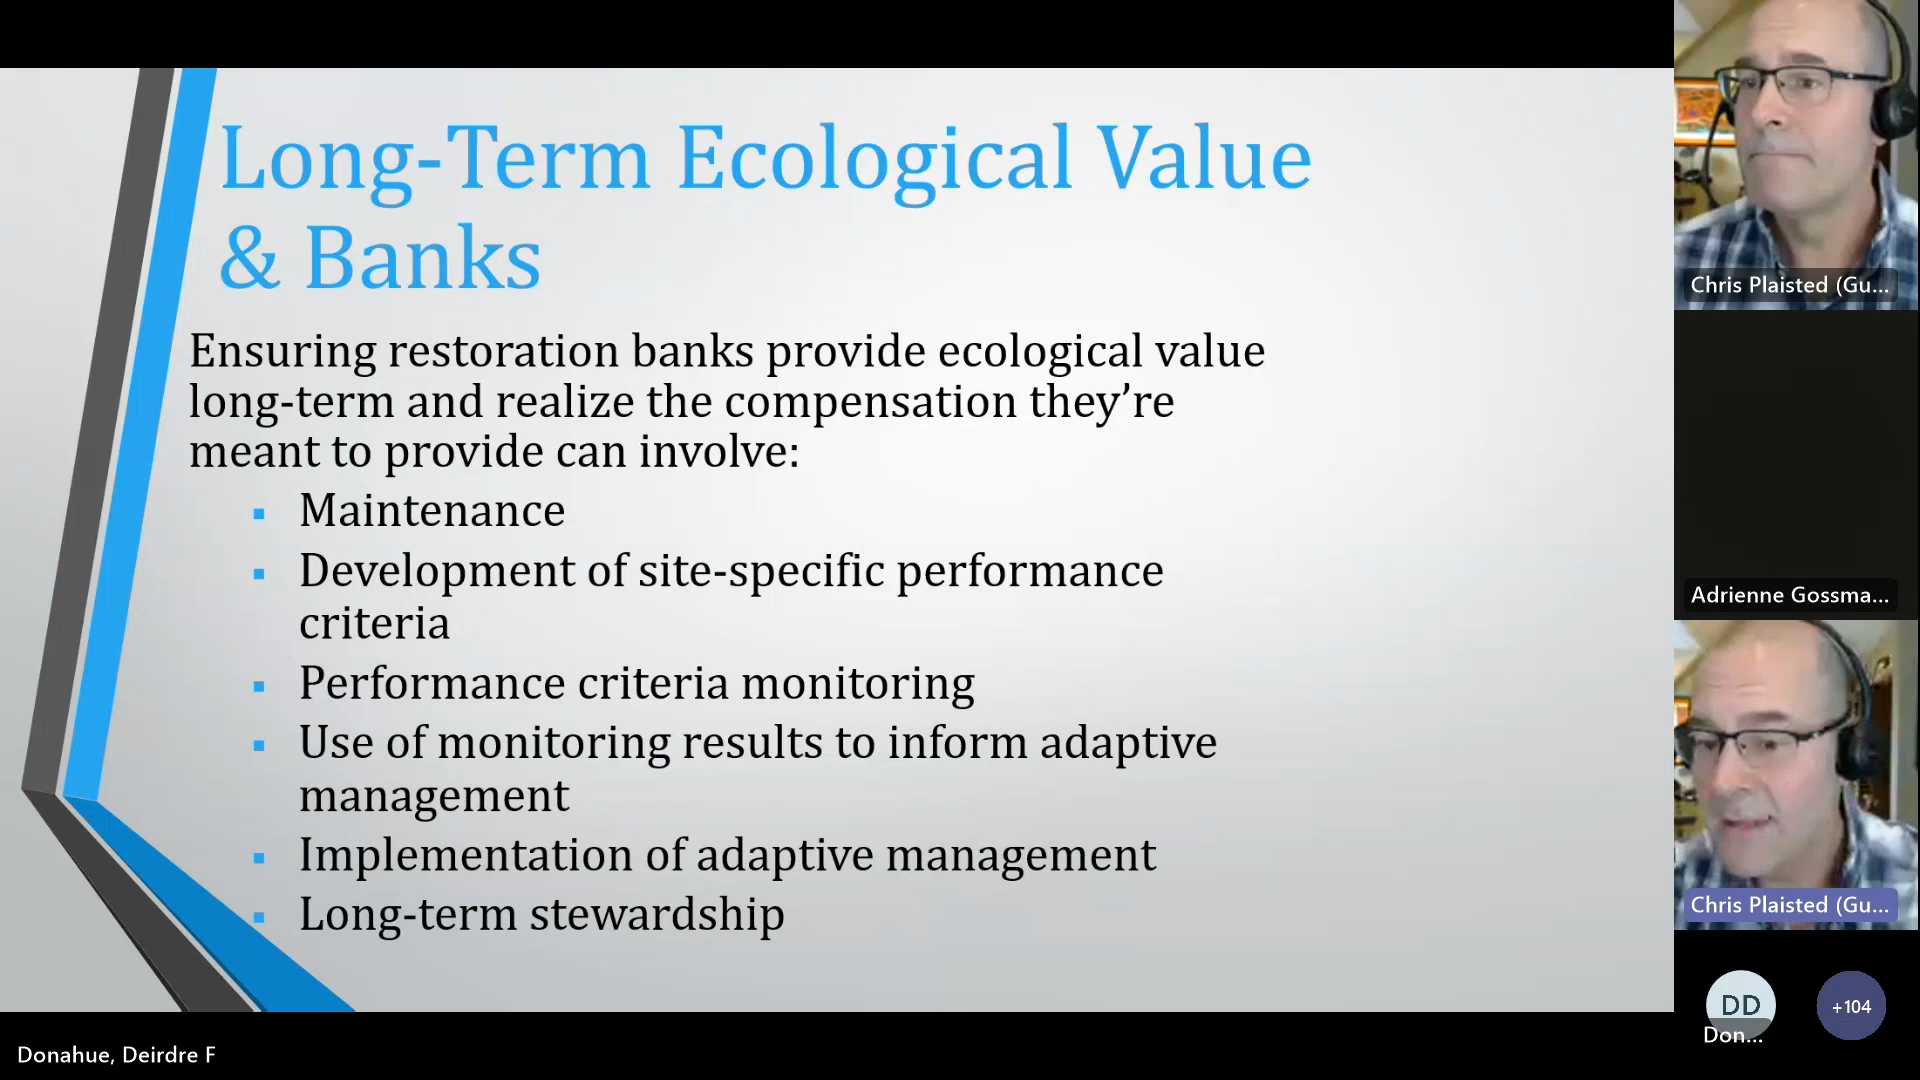 Long-Term Ecological Value
& Banks
Ensuring restoration banks provide ecological value
long-term and realize the compensation they’re
meant to provide can involve:
▪ Maintenance
▪ Development of site-specific performance
criteria
▪ Performance criteria monitoring
▪ Use of monitoring results to inform adaptive
management
▪ Implementation of adaptive management
▪ Long-term stewardship
Chris Plaisted (Gu...
Adrienne Gossma...
Chris Plaisted (Gu...
DD
Don...
+104
Donahue, Deirdre F